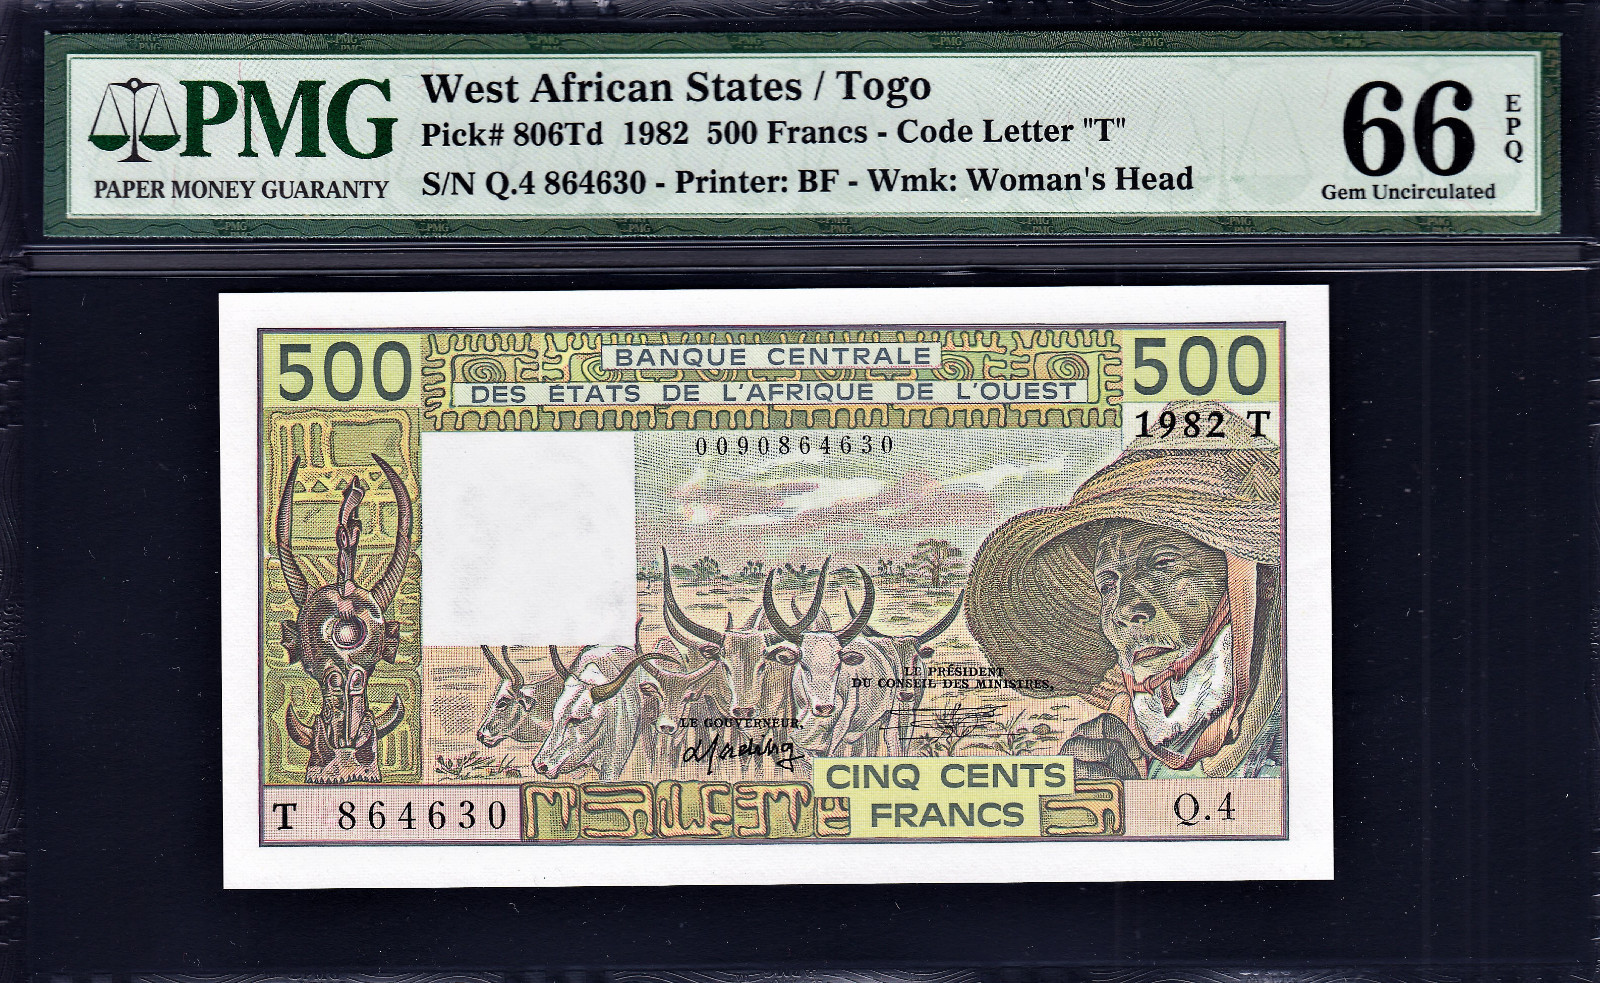 PMG
PAPER MONEY GUARANTY
West African States / Togo
Pick# 806Td 1982 500 Francs - Code Letter "T"
S/N Q.4 864630 - Printer: BF - Wmk: Woman's Head
66
EPQ
Gem Uncirculated
500
BANQUE CENTRALE
DES ÉTATS DE L'AFRIQUE DE L'OUEST
500
1982 T
0090864630
LE PRÉSIDENT
DU CONSEIL DES MINISTRES,
LE GOUVERNEUR,
CINQ CENTS
FRANCS
T 864630
Q.4